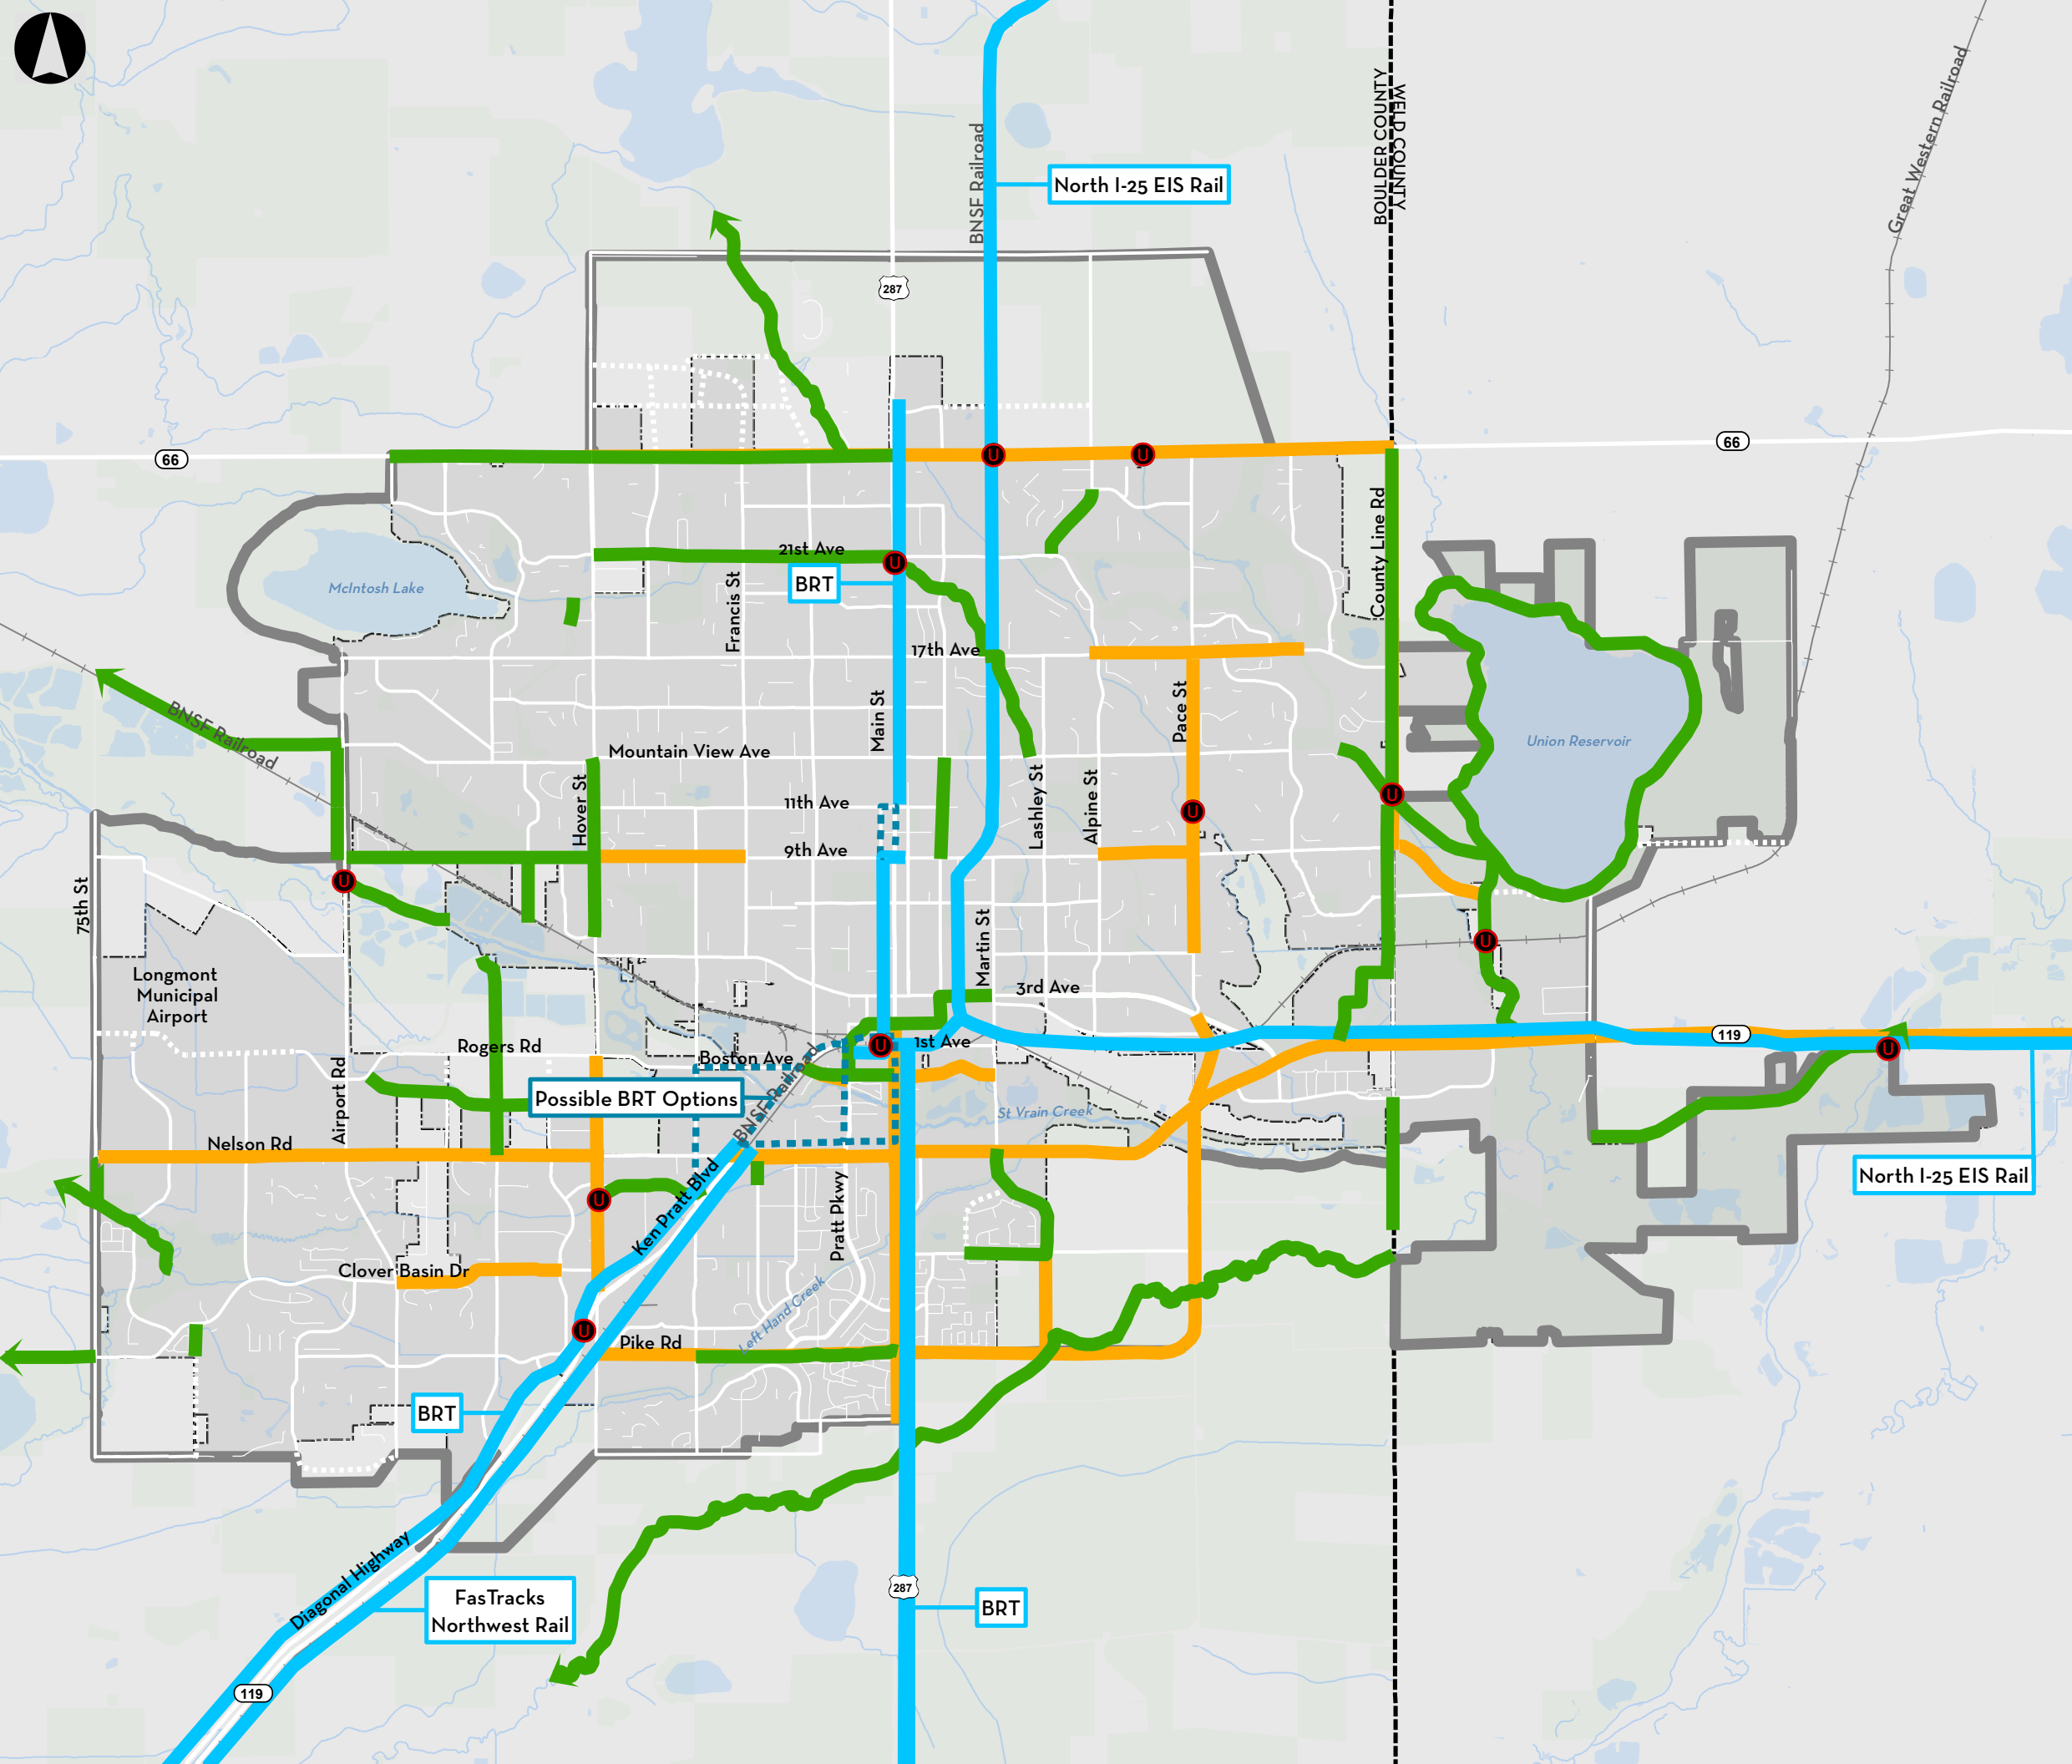 BNSF Railroad
BOULDER COUNTY
WELD COUNTY
Great Western Railroad
North I-25 EIS Rail
287
66
U
U
66
21st Ave
U
BRT
McIntosh Lake
Francis St
County Line Rd
17th Ave
Main St
Pace St
BNSF Railroad
Mountain View Ave
Union Reservoir
Hover St
Lashley St
Alpine St
11th Ave
U
U
9th Ave
U
75th St
Martin St
U
Longmont
Municipal
Airport
3rd Ave
Rogers Rd
Boston Ave
U
1st Ave
119
U
Airport Rd
Possible BRT Options
BNSF Railroad
St Vrain Creek
Nelson Rd
North I-25 EIS Rail
U
Ken Pratt Blvd
Pratt Pkwy
Clover Basin Dr
Left Hand Creek
U
Pike Rd
BRT
Diagonal Highway
FasTracks
Northwest Rail
287
BRT
119